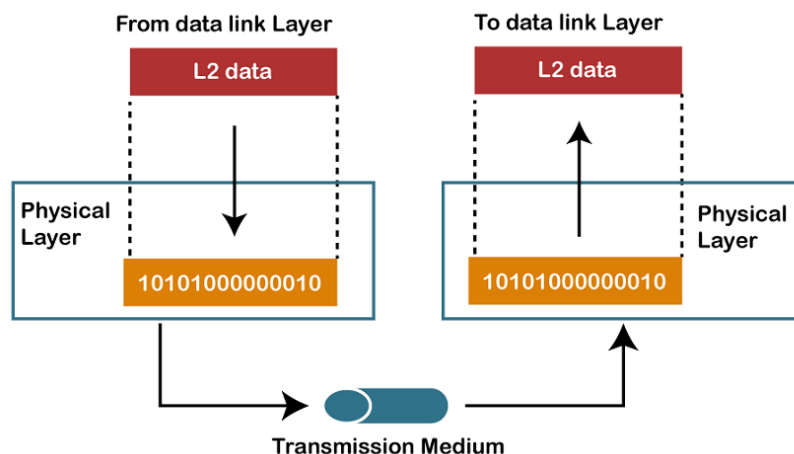 From data link Layer
To data link Layer
L2 data
L2 data
Physical
Layer
Physical
Layer
10101000000010
10101000000010
Transmission Medium